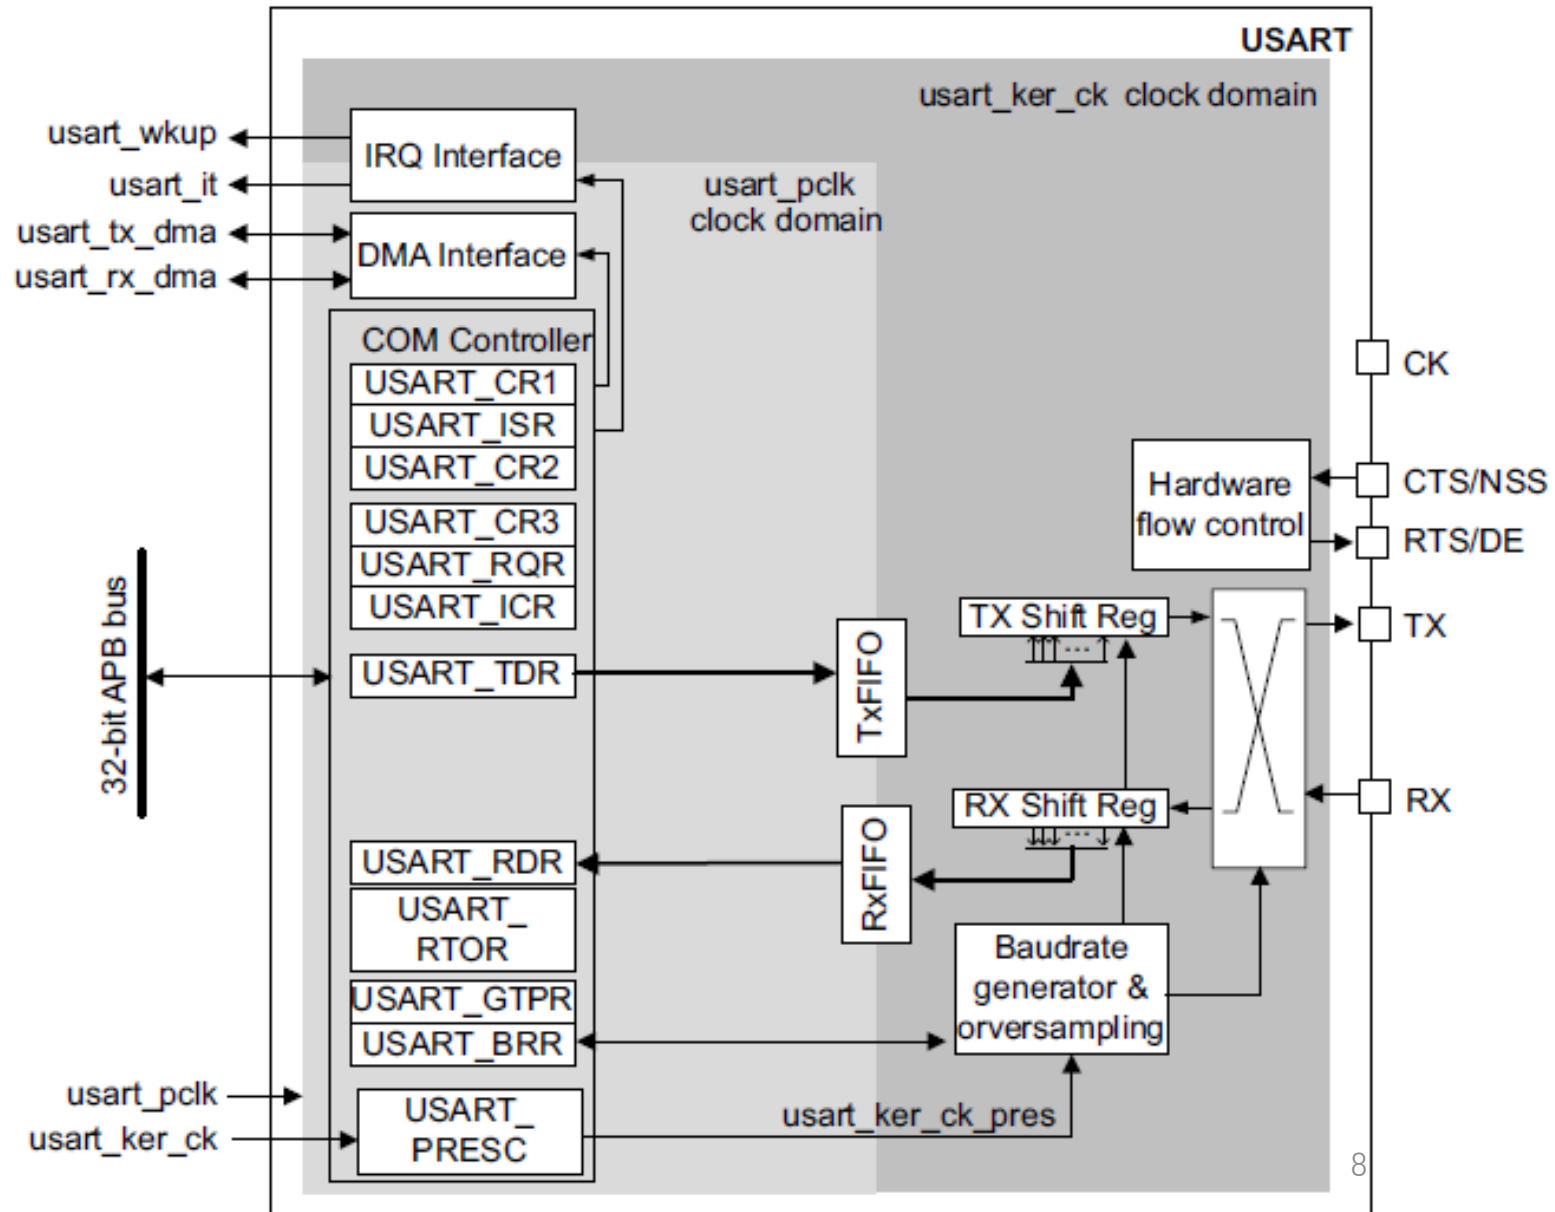 USART
usart_ker_ck clock domain
usart_wkup
IRQ Interface
usart_it
usart_pclk
clock domain
usart_tx_dma
DMA Interface
usart_rx_dma
COM Controller
USART_CR1
USART_ISR
USART_CR2
USART_CR3
USART_RQR
USART_ICR
USART_TDR
32-bit APB bus
USART_RDR
USART_
RTOR
USART_GTPR
USART_BRR
usart_pclk
usart_ker_ck
USART_
PRESC
usart_ker_ck_pres
TxFIFO
RxFIFO
TX Shift Reg
...
RX Shift Reg
...
Baudrate
generator &
orversampling
Hardware
flow control
CK
CTS/NSS
RTS/DE
TX
RX
8